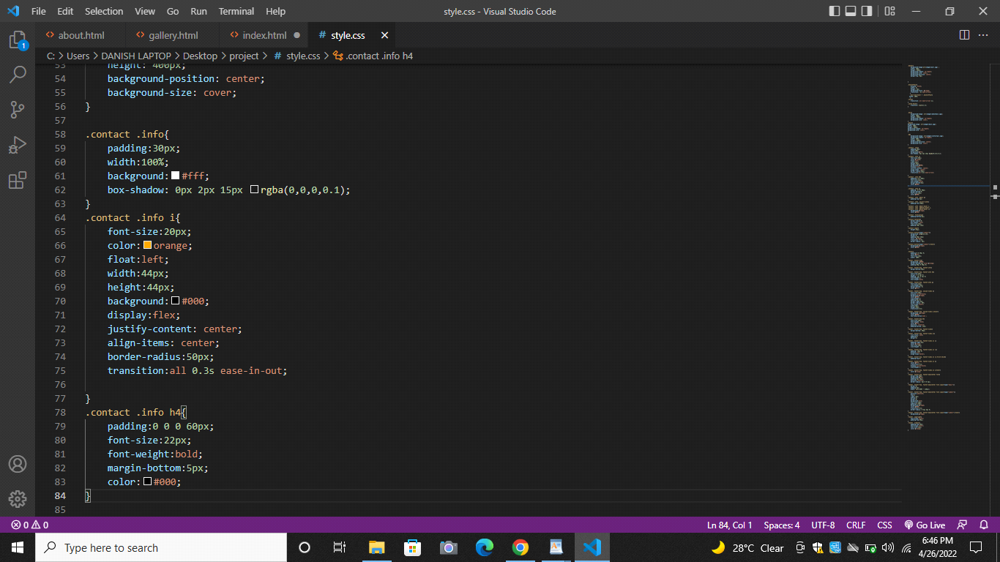 File Edit Selection View Go Run Terminal Help
style.css - Visual Studio Code
about.html gallery.html index.html # style.css
C: > Users > DANISH LAPTOP > Desktop > project > # style.css > .contact .info h4
53 height: 400px;
54 background-position: center;
55 background-size: cover;
56 }
57
58 .contact .info{
59 padding:30px;
60 width:100%;
61 background:#fff;
62 box-shadow: 0px 2px 15px rgba(0,0,0,0.1);
63 }
64 .contact .info i{
65 font-size:20px;
66 color:orange;
67 float:left;
68 width:44px;
69 height:44px;
70 background:#000;
71 display:flex;
72 justify-content: center;
73 align-items: center;
74 border-radius:50px;
75 transition:all 0.3s ease-in-out;
76
77 }
78 .contact .info h4{
79 padding:0 0 0 60px;
80 font-size:22px;
81 font-weight:bold;
82 margin-bottom:5px;
83 color:#000;
84 }
85
1
0 0 Ln 84, Col 1 Spaces: 4 UTF-8 CRLF CSS Go Live
Type here to search 28°C Clear
6:46 PM
4/26/2022